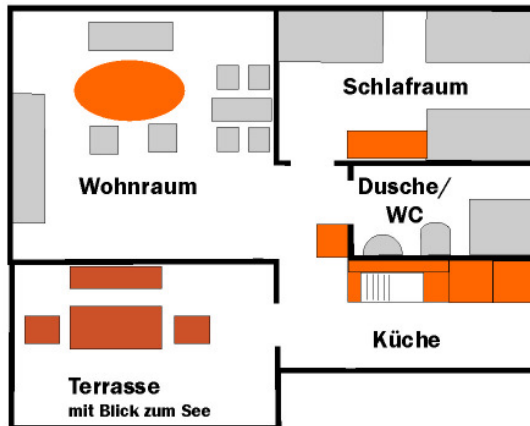 Schlafraum
Wohnraum
Dusche/
WC
Küche
Terrasse
mit Blick zum See